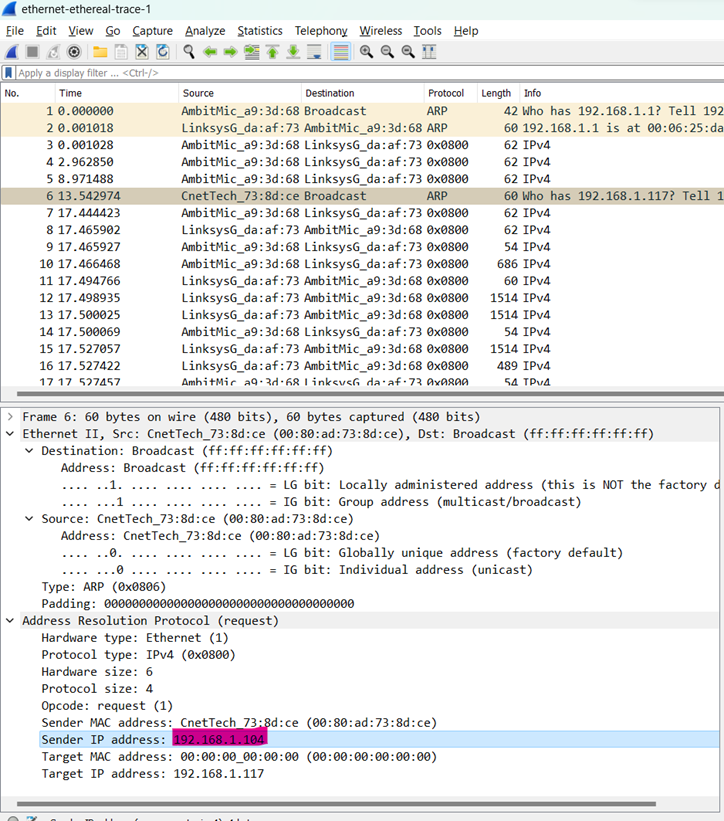 ethernet-ethereal-trace-1
File Edit View Go Capture Analyze Statistics Telephony Wireless Tools Help
Apply a display filter ... <Ctrl-/>
No. Time Source Destination Protocol Length Info
1 0.000000 AmbitMic_a9:3d:68 Broadcast ARP 42 Who has 192.168.1.1? Tell 192
2 0.001018 LinksysG_da:af:73 AmbitMic_a9:3d:68 ARP 60 192.168.1.1 is at 00:06:25:da
3 0.001028 AmbitMic_a9:3d:68 LinksysG_da:af:73 0x0800 62 IPv4
4 2.962850 AmbitMic_a9:3d:68 LinksysG_da:af:73 0x0800 62 IPv4
5 8.971488 AmbitMic_a9:3d:68 LinksysG_da:af:73 0x0800 62 IPv4
6 13.542974 CnetTech_73:8d:ce Broadcast ARP 60 Who has 192.168.1.117? Tell 1
7 17.444423 AmbitMic_a9:3d:68 LinksysG_da:af:73 0x0800 62 IPv4
8 17.465902 LinksysG_da:af:73 AmbitMic_a9:3d:68 0x0800 62 IPv4
9 17.465927 AmbitMic_a9:3d:68 LinksysG_da:af:73 0x0800 54 IPv4
10 17.466468 AmbitMic_a9:3d:68 LinksysG_da:af:73 0x0800 686 IPv4
11 17.494766 LinksysG_da:af:73 AmbitMic_a9:3d:68 0x0800 60 IPv4
12 17.498935 LinksysG_da:af:73 AmbitMic_a9:3d:68 0x0800 1514 IPv4
13 17.500025 LinksysG_da:af:73 AmbitMic_a9:3d:68 0x0800 1514 IPv4
14 17.500069 AmbitMic_a9:3d:68 LinksysG_da:af:73 0x0800 54 IPv4
15 17.527057 LinksysG_da:af:73 AmbitMic_a9:3d:68 0x0800 1514 IPv4
16 17.527422 LinksysG_da:af:73 AmbitMic_a9:3d:68 0x0800 489 IPv4
17 17.527457 AmbitMic_a9:3d:68 LinksysG_da:af:73 0x0800 54 IPv4
Frame 6: 60 bytes on wire (480 bits), 60 bytes captured (480 bits)
Ethernet II, Src: CnetTech_73:8d:ce (00:80:ad:73:8d:ce), Dst: Broadcast (ff:ff:ff:ff:ff:ff)
Destination: Broadcast (ff:ff:ff:ff:ff:ff)
Address: Broadcast (ff:ff:ff:ff:ff:ff)
.... ..1. .... .... .... .... = LG bit: Locally administered address (this is NOT the factory d
.... ...1 .... .... .... .... = IG bit: Group address (multicast/broadcast)
Source: CnetTech_73:8d:ce (00:80:ad:73:8d:ce)
Address: CnetTech_73:8d:ce (00:80:ad:73:8d:ce)
.... ..0. .... .... .... .... = LG bit: Globally unique address (factory default)
.... ...0 .... .... .... .... = IG bit: Individual address (unicast)
Type: ARP (0x0806)
Padding: 000000000000000000000000000000000000
Address Resolution Protocol (request)
Hardware type: Ethernet (1)
Protocol type: IPv4 (0x0800)
Hardware size: 6
Protocol size: 4
Opcode: request (1)
Sender MAC address: CnetTech_73:8d:ce (00:80:ad:73:8d:ce)
Sender IP address: 192.168.1.104
Target MAC address: 00:00:00_00:00:00 (00:00:00:00:00:00)
Target IP address: 192.168.1.117